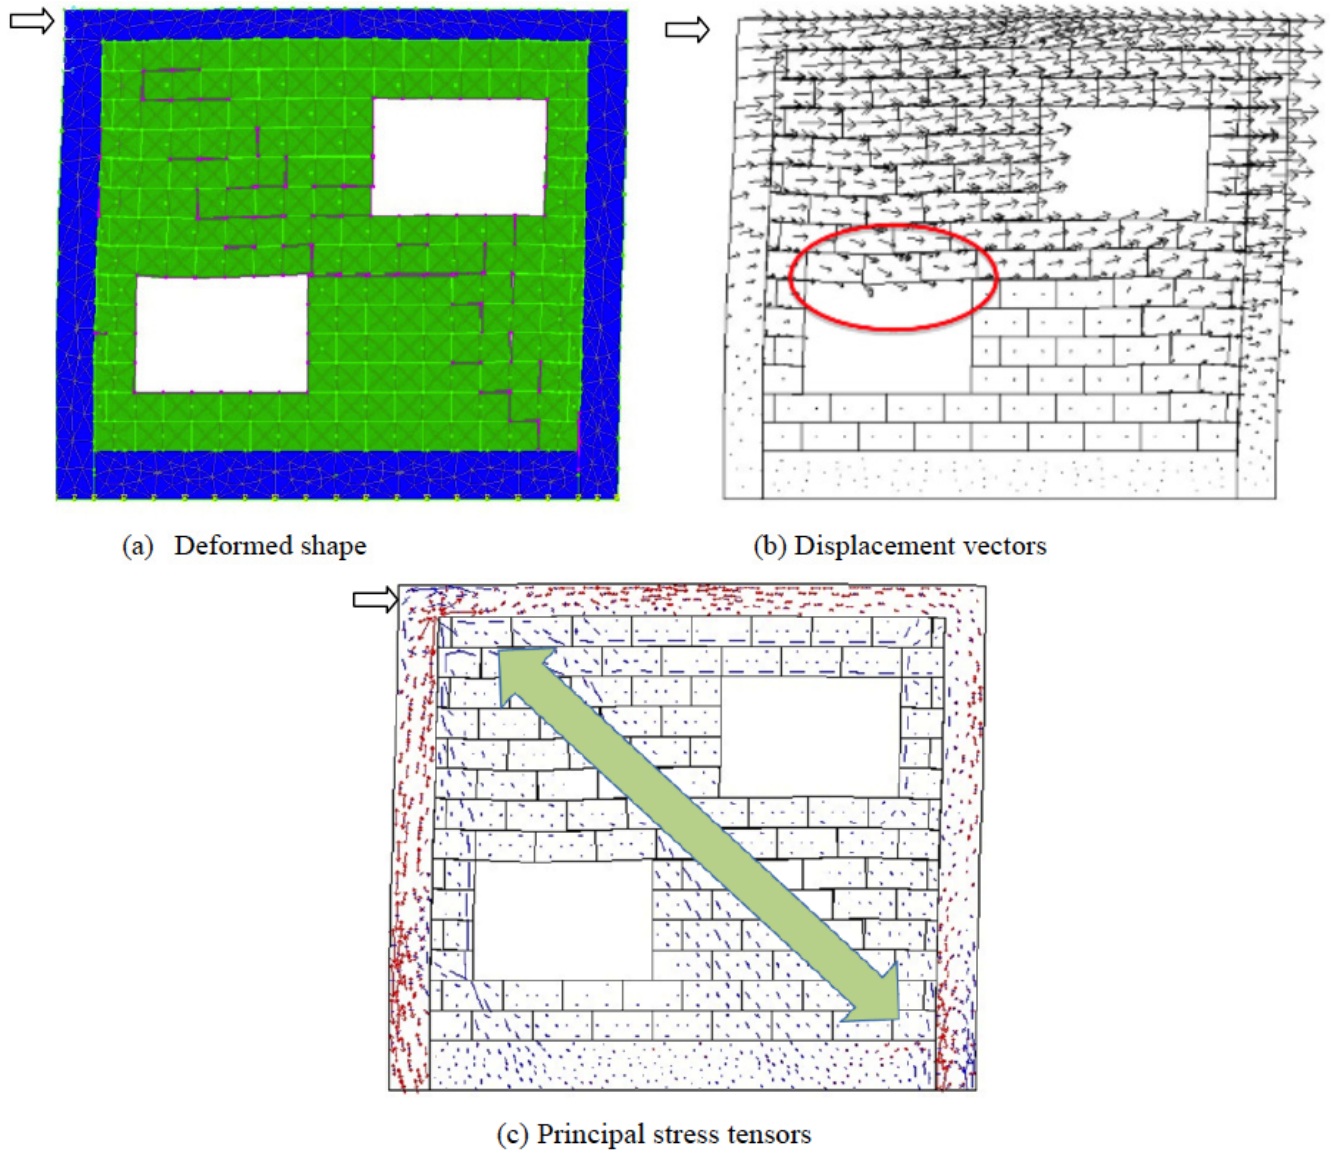 (a) Deformed shape
(b) Displacement vectors
(c) Principal stress tensors